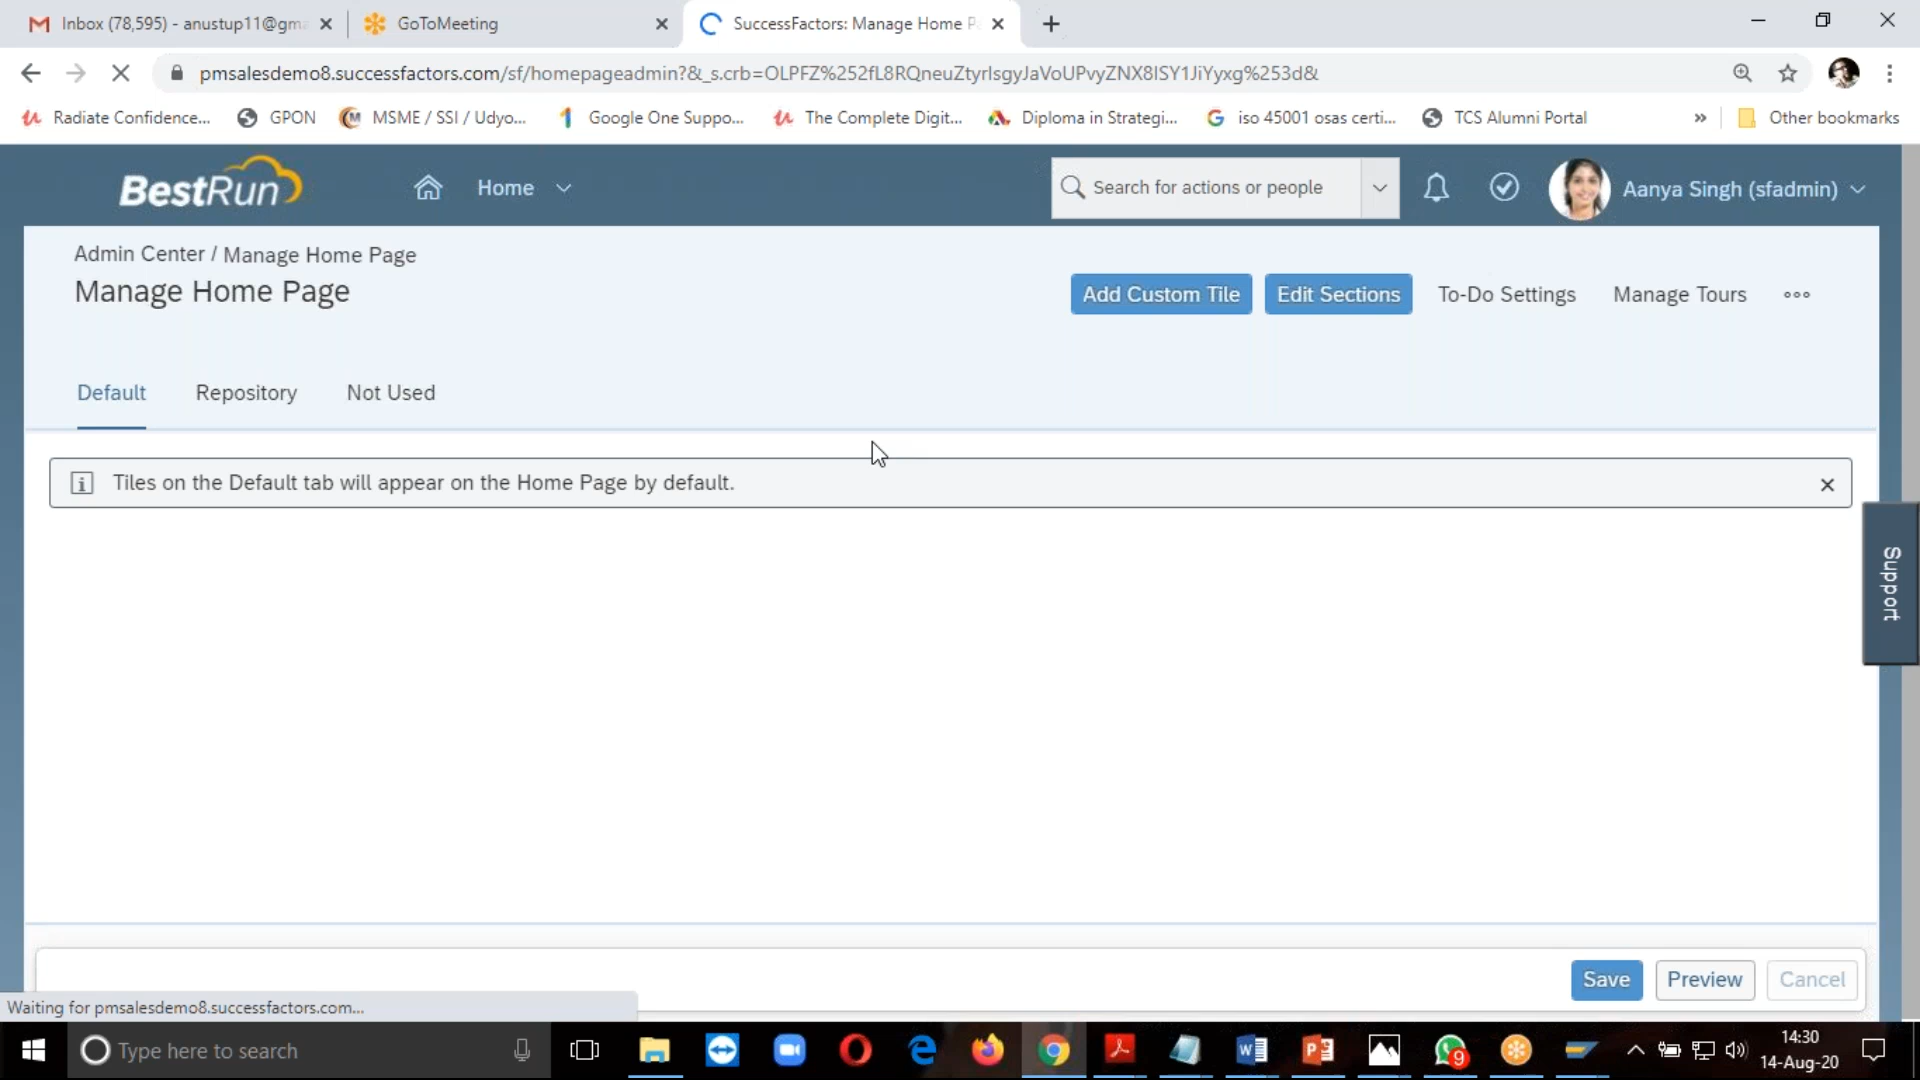 Inbox (78,595) - anustup11@gma
GoToMeeting
SuccessFactors: Manage Home P
pmsalesdemo8.successfactors.com/sf/homepageadmin?&_s.crb=OLPFZ%252fL8RQneuZtyrIsgyJaVoUPvyZNX8ISY1JiYyxg%253d&
Radiate Confidence...
GPON
MSME / SSI / Udyo...
Google One Suppo...
The Complete Digit...
Diploma in Strategi...
iso 45001 osas certi...
TCS Alumni Portal
»
Other bookmarks
BestRun
Home
Search for actions or people
Aanya Singh (sfadmin)
Admin Center / Manage Home Page
Manage Home Page
Add Custom Tile
Edit Sections
To-Do Settings
Manage Tours
Default
Repository
Not Used
Tiles on the Default tab will appear on the Home Page by default.
Support
Save
Preview
Cancel
Waiting for pmsalesdemo8.successfactors.com...
Type here to search
9
14:30
14-Aug-20